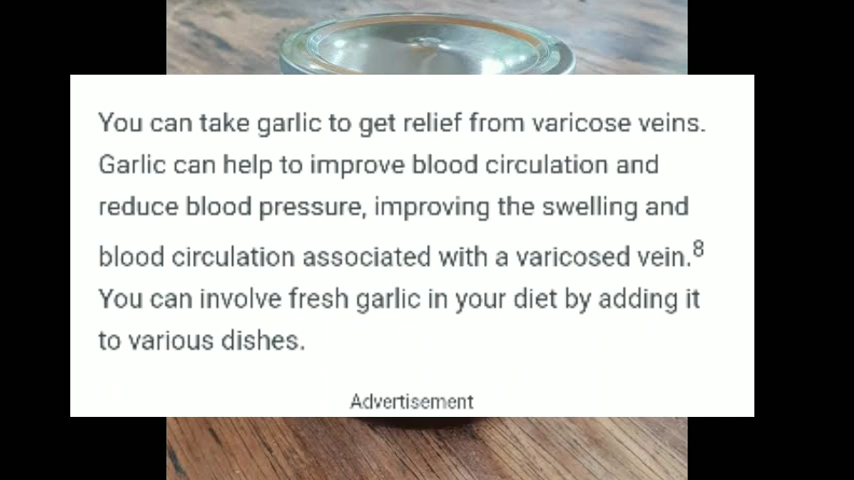 You can take garlic to get relief from varicose veins.
Garlic can help to improve blood circulation and
reduce blood pressure, improving the swelling and
blood circulation associated with a varicosed vein.8
You can involve fresh garlic in your diet by adding it
to various dishes.
Advertisement